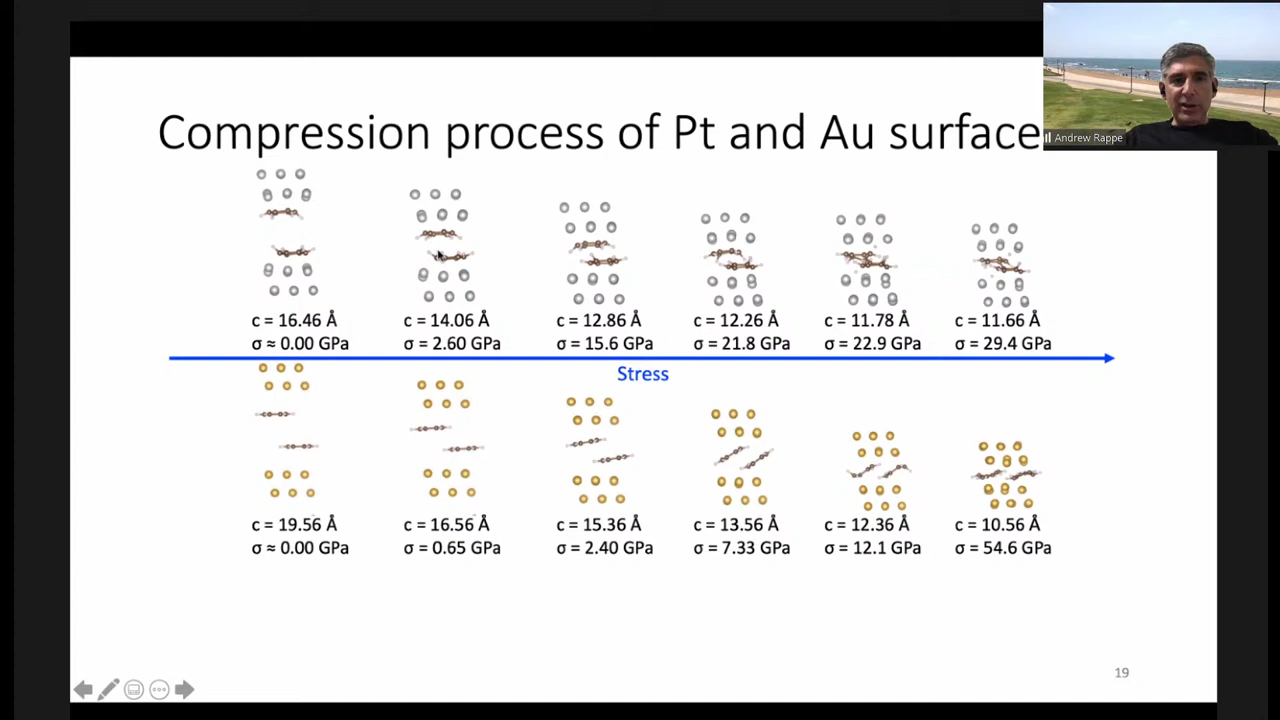 Andrew Rappe
Compression process of Pt and Au surface
c = 16.46 Å
σ ≈ 0.00 GPa
c = 14.06 Å
σ = 2.60 GPa
c = 12.86 Å
σ = 15.6 GPa
c = 12.26 Å
σ = 21.8 GPa
c = 11.78 Å
σ = 22.9 GPa
c = 11.66 Å
σ = 29.4 GPa
Stress
c = 19.56 Å
σ ≈ 0.00 GPa
c = 16.56 Å
σ = 0.65 GPa
c = 15.36 Å
σ = 2.40 GPa
c = 13.56 Å
σ = 7.33 GPa
c = 12.36 Å
σ = 12.1 GPa
c = 10.56 Å
σ = 54.6 GPa
19